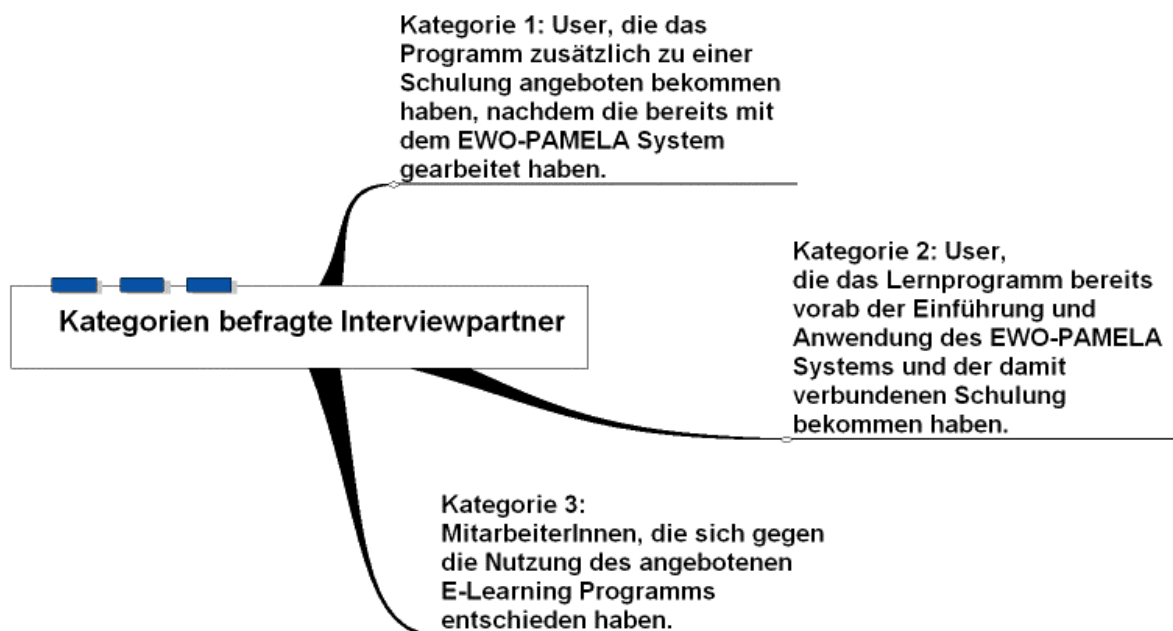 Kategorie 1: User, die das
Programm zusätzlich zu einer
Schulung angeboten bekommen
haben, nachdem die bereits mit
dem EWO-PAMELA System
gearbeitet haben.
Kategorien befragte Interviewpartner
Kategorie 2: User,
die das Lernprogramm bereits
vorab der Einführung und
Anwendung des EWO-PAMELA
Systems und der damit
verbundenen Schulung
bekommen haben.
Kategorie 3:
MitarbeiterInnen, die sich gegen
die Nutzung des angebotenen
E-Learning Programms
entschieden haben.